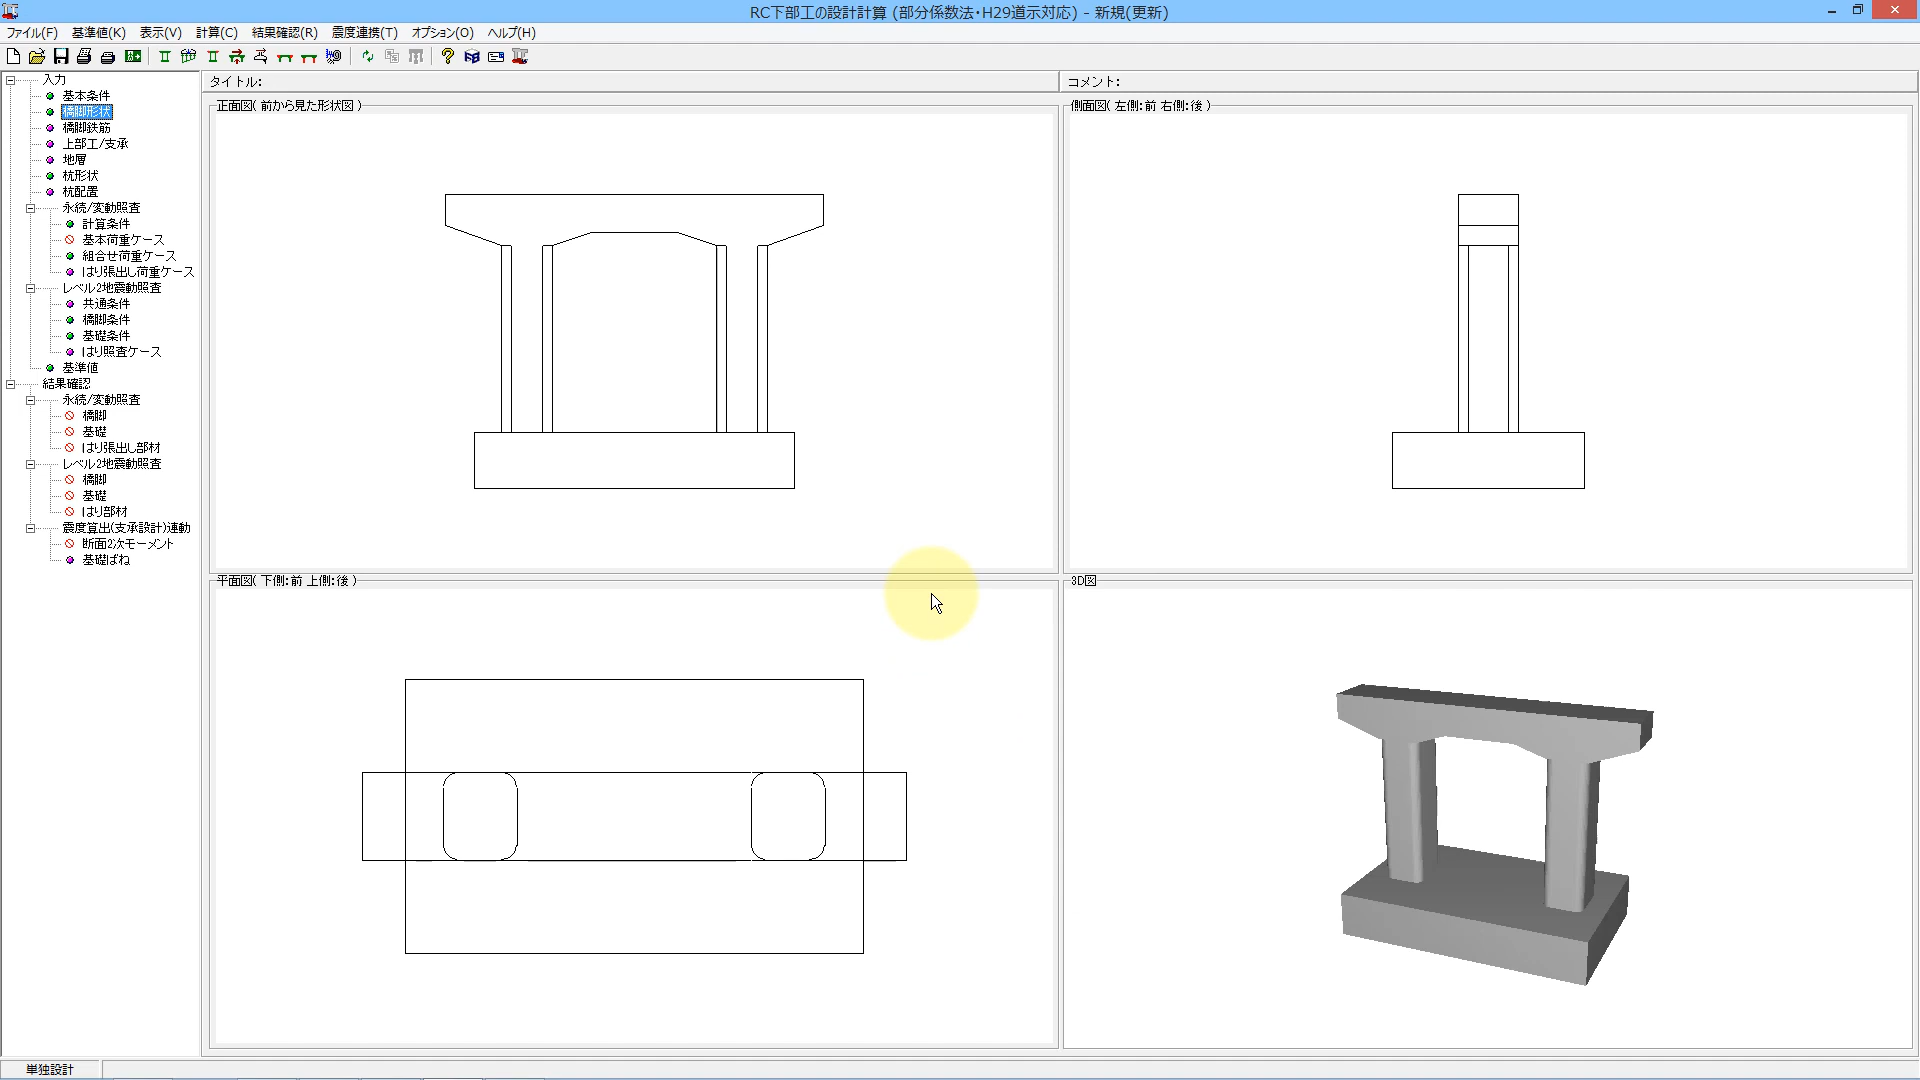 RC下部工の設計計算 (部分係数法・H29道示対応) - 新規(更新)
ファイル(F) 基準値(K) 表示(V) 計算(C) 結果確認(R) 震度連携(T) オプション(O) ヘルプ(H)
入力
基本条件
橋脚形状
橋脚鉄筋
上部工/支承
地層
杭形状
杭配置
永続/変動照査
計算条件
基本荷重ケース
組合せ荷重ケース
はり張出し荷重ケース
レベル2地震動照査
共通条件
橋脚条件
基礎条件
はり照査ケース
基準値
結果確認
永続/変動照査
橋脚
基礎
はり張出し部材
レベル2地震動照査
橋脚
基礎
はり部材
震度算出(支承設計)連動
断面2次モーメント
基礎ばね
タイトル:
コメント:
正面図( 前から見た形状図 )
側面図( 左側:前 右側:後 )
平面図( 下側:前 上側:後 )
3D図
単独設計